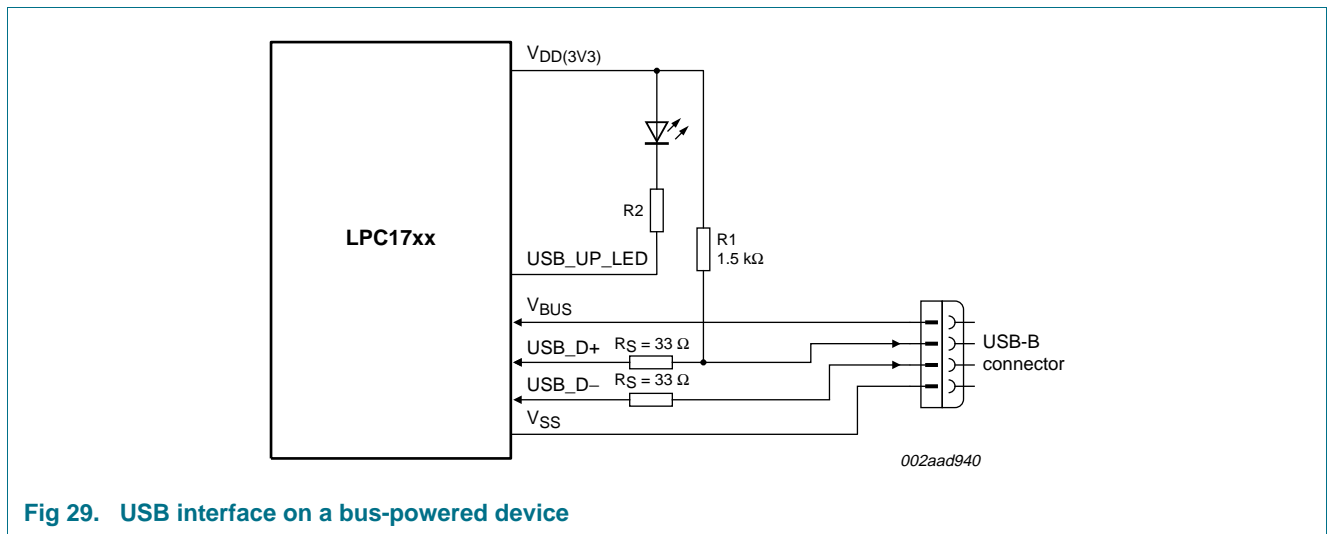 VDD(3V3)
R2
R1
1.5 kΩ
LPC17xx
USB_UP_LED
VBUS
USB_D+ RS = 33 Ω
USB_D− RS = 33 Ω
VSS
USB-B
connector
002aad940
Fig 29. USB interface on a bus-powered device